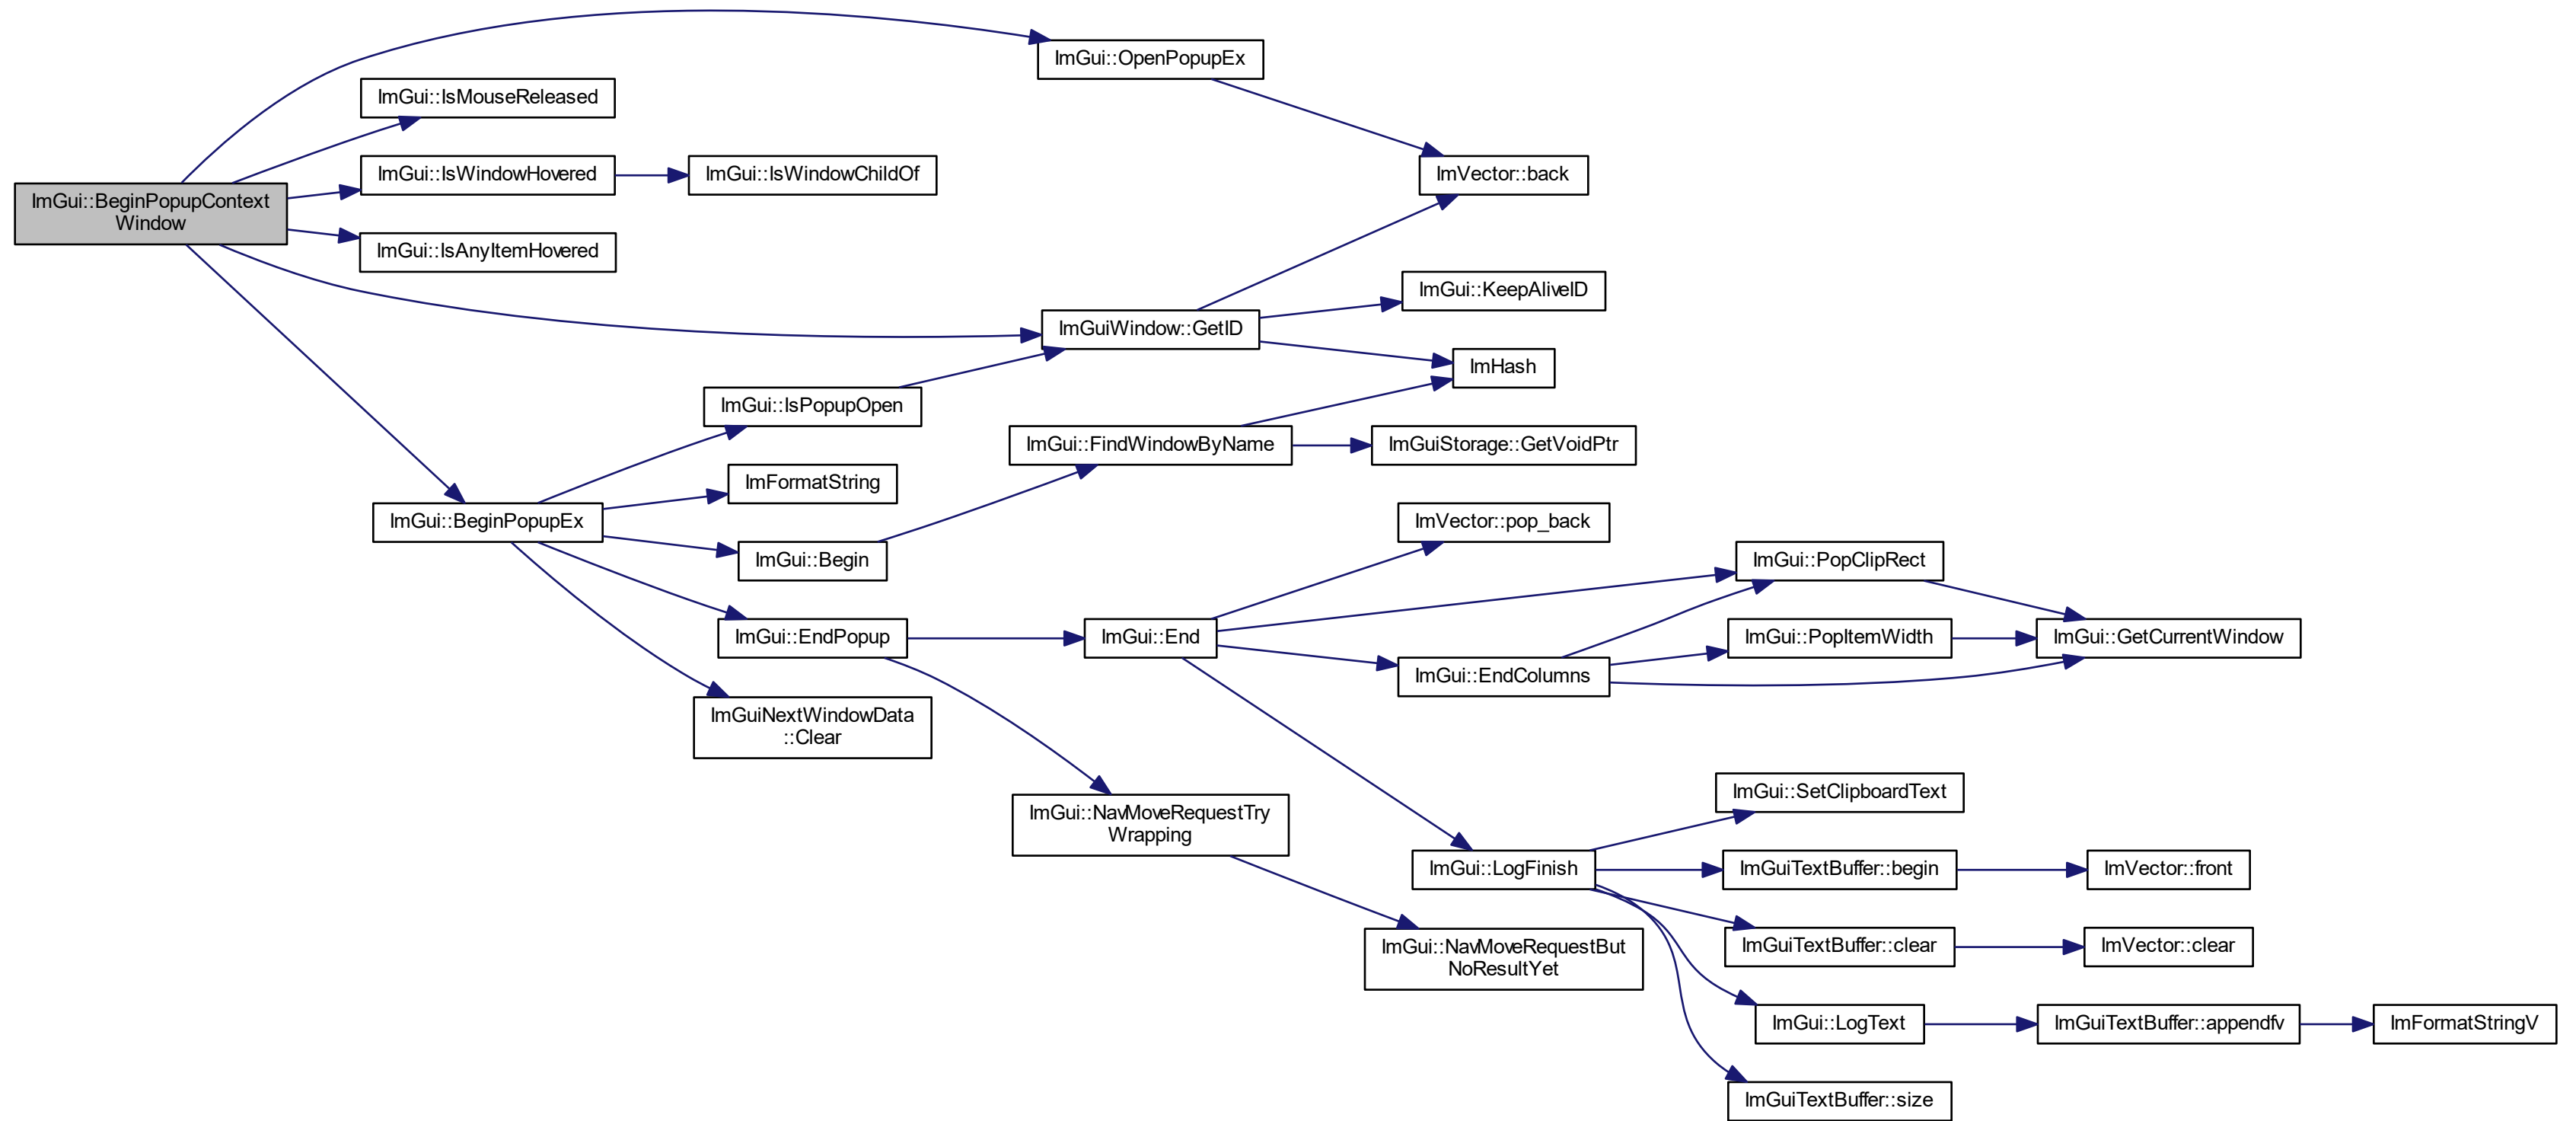 ImGui::OpenPopupEx
ImGui::IsMouseReleased
ImGui::IsWindowHovered
ImGui::IsWindowChildOf
ImVector::back
ImGui::BeginPopupContext
Window
ImGui::IsAnyItemHovered
ImGui::KeepAliveID
ImGuiWindow::GetID
ImHash
ImGui::IsPopupOpen
ImGui::FindWindowByName
ImGuiStorage::GetVoidPtr
ImFormatString
ImGui::BeginPopupEx
ImVector::pop_back
ImGui::Begin
ImGui::PopClipRect
ImGui::EndPopup
ImGui::End
ImGui::PopItemWidth
ImGui::GetCurrentWindow
ImGui::EndColumns
ImGuiNextWindowData
::Clear
ImGui::SetClipboardText
ImGui::NavMoveRequestTry
Wrapping
ImGui::LogFinish
ImGuiTextBuffer::begin
ImVector::front
ImGui::NavMoveRequestBut
NoResultYet
ImGuiTextBuffer::clear
ImVector::clear
ImGui::LogText
ImGuiTextBuffer::appendfv
ImFormatStringV
ImGuiTextBuffer::size